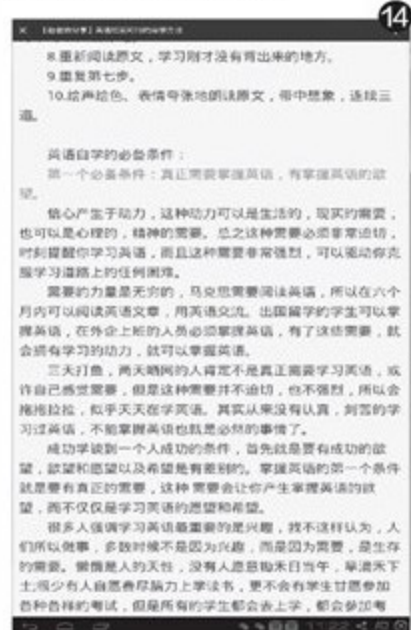 14
8.重新阅读原文，学习刚才没有背出来的地方。
9.重复第七步。
10.绘声绘色、表情夸张地朗读原文，带中想象，连续三
遍。
英语自学的必备条件：
第一个必备条件：真正需要掌握英语，有掌握英语的欲
望。
信心产生于动力，这种动力可以是生活的，现实的需要，
也可以是心理的，精神的需要。总之这种需要必须非常迫切，
时刻提醒你学习英语，而且这种需要非常强烈，可以驱动你克
服学习道路上的任何困难。
需要的力量是无穷的，马克思需要阅读英语，所以在六个
月内可以阅读英语文章，用英语交流。出国留学的学生可以掌
握英语，在外企上班的人员必须掌握英语，有了这些需要，就
会拥有学习的动力，就可以掌握英语。
三天打鱼，两天晒网的人肯定不是真正需要学习英语，或
许自己感觉需要，但是这种需要并不迫切，也不强烈，所以会
拖拖拉拉，似乎天天在学英语。其实从来没有认真，刻苦的学
习过英语，不能掌握英语也就是必然的事情了。
成功学谈到一个人成功的条件，首先就是要有成功的欲
望，欲望和愿望以及希望是有差别的。掌握英语的第一个条件
就是要有真正的需要，这种 需要会让你产生掌握英语的欲
望，而不仅仅是学习英语的愿望和希望。
很多人强调学习英语最重要的是兴趣，我不这样认为，人
们所以做事，多数时候不是因为兴趣，而是因为需要，是生存
的需要。懒惰是人的天性，没有人愿意锄禾日当午，旱滴禾下
土;很少有人自愿费尽脑力上学读书，更不会有学生甘愿参加
各种各样的考试，但是所有的学生都会去上学，都会参加考
11:22